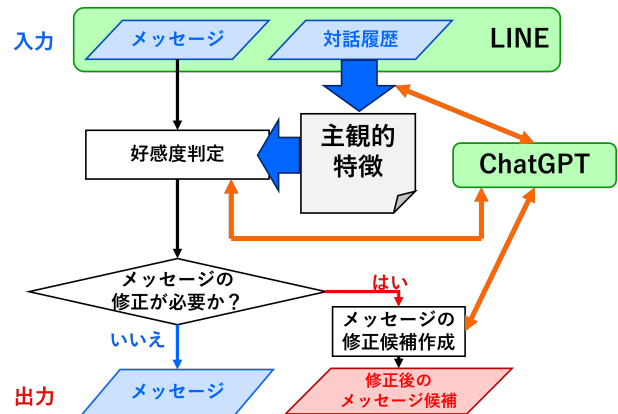 入力
メッセージ
対話履歴
LINE
主観的
特徴
好感度判定
ChatGPT
メッセージの
修正が必要か？
はい
いいえ
メッセージの
修正候補作成
出力
メッセージ
修正後の
メッセージ候補